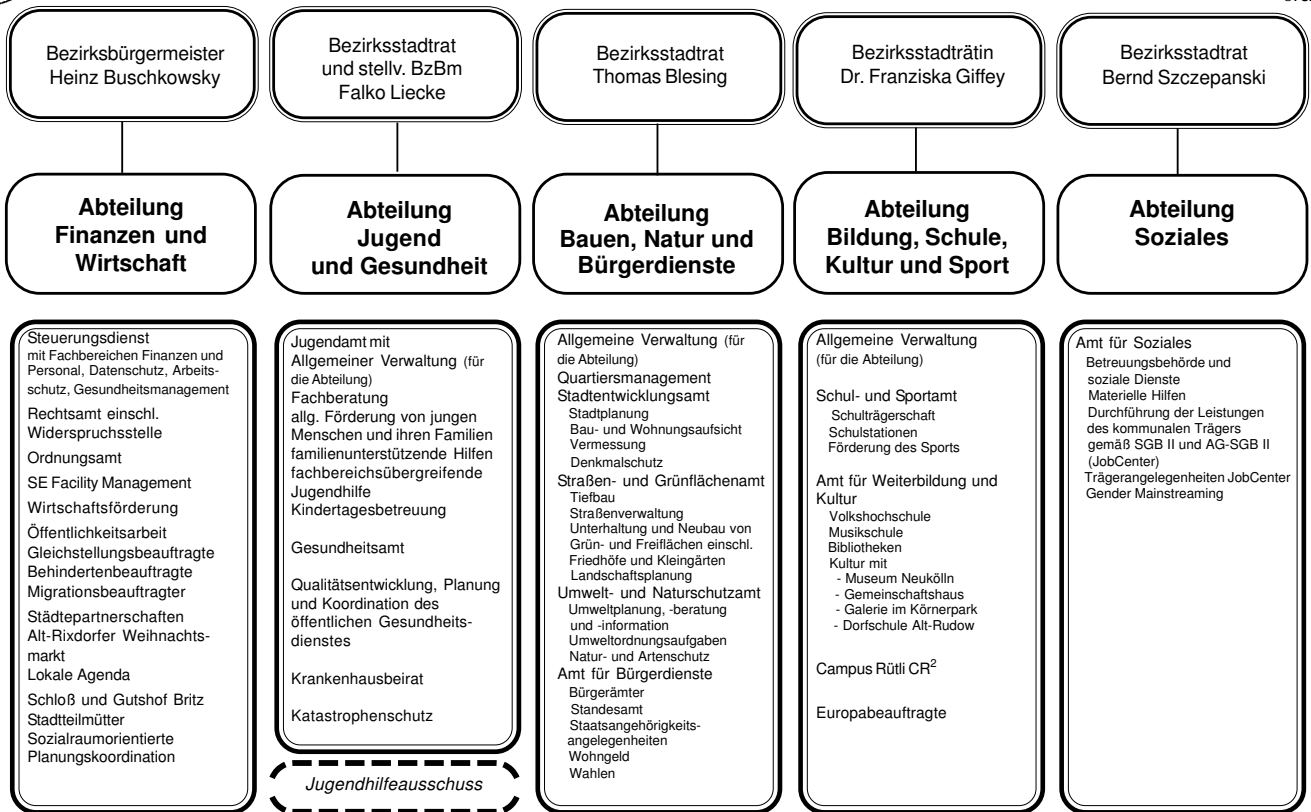 Bezirksbürgermeister
Heinz Buschkowsky
Bezirksstadtrat
und stellv. BzBm
Falko Liecke
Bezirksstadtrat
Thomas Blesing
Bezirksstadträtin
Dr. Franziska Giffey
Bezirksstadtrat
Bernd Szczepanski
Abteilung
Finanzen und
Wirtschaft
Abteilung
Jugend
und Gesundheit
Abteilung
Bauen, Natur und
Bürgerdienste
Abteilung
Bildung, Schule,
Kultur und Sport
Abteilung
Soziales
Steuerungsdienst
mit Fachbereichen Finanzen und
Personal, Datenschutz, Arbeits-
schutz, Gesundheitsmanagement
Rechtsamt einschl.
Widerspruchsstelle
Ordnungsamt
SE Facility Management
Wirtschaftsförderung
Öffentlichkeitsarbeit
Gleichstellungsbeauftragte
Behindertenbeauftragte
Migrationsbeauftragter
Städtepartnerschaften
Alt-Rixdorfer Weihnachts-
markt
Lokale Agenda
Schloß und Gutshof Britz
Stadtteilmütter
Sozialraumorientierte
Planungskoordination
Jugendamt mit
Allgemeiner Verwaltung (für
die Abteilung)
Fachberatung
allg. Förderung von jungen
Menschen und ihren Familien
familienunterstützende Hilfen
fachbereichsübergreifende
Jugendhilfe
Kindertagesbetreuung
Gesundheitsamt
Qualitätsentwicklung, Planung
und Koordination des
öffentlichen Gesundheits-
dienstes
Krankenhausbeirat
Katastrophenschutz
Jugendhilfeausschuss
Allgemeine Verwaltung (für
die Abteilung)
Quartiersmanagement
Stadtentwicklungsamt
Stadtplanung
Bau- und Wohnungsaufsicht
Vermessung
Denkmalschutz
Straßen- und Grünflächenamt
Tiefbau
Straßenverwaltung
Unterhaltung und Neubau von
Grün- und Freiflächen einschl.
Friedhöfe und Kleingärten
Landschaftsplanung
Umwelt- und Naturschutzamt
Umweltplanung, -beratung
und -information
Umweltordnungsaufgaben
Natur- und Artenschutz
Amt für Bürgerdienste
Bürgerämter
Standesamt
Staatsangehörigkeits-
angelegenheiten
Wohngeld
Wahlen
Allgemeine Verwaltung
(für die Abteilung)
Schul- und Sportamt
Schulträgerschaft
Schulstationen
Förderung des Sports
Amt für Weiterbildung und
Kultur
Volkshochschule
Musikschule
Bibliotheken
Kultur mit
- Museum Neukölln
- Gemeinschaftshaus
- Galerie im Körnerpark
- Dorfschule Alt-Rudow
Campus Rütli CR²
Europabeauftragte
Amt für Soziales
Betreuungsbehörde und
soziale Dienste
Materielle Hilfen
Durchführung der Leistungen
des kommunalen Trägers
gemäß SGB II und AG-SGB II
(JobCenter)
Trägerangelegenheiten JobCenter
Gender Mainstreaming